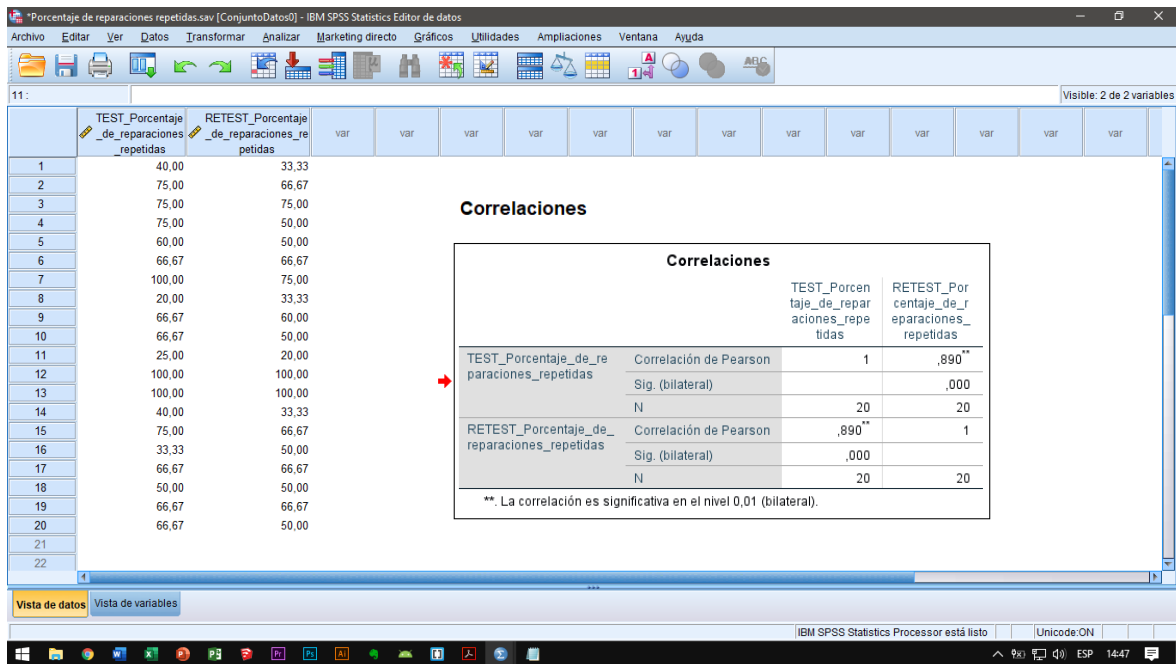 *Porcentaje de reparaciones repetidas.sav [ConjuntoDatos0] - IBM SPSS Statistics Editor de datos
Archivo Editar Ver Datos Transformar Analizar Marketing directo Gráficos Utilidades Ampliaciones Ventana Ayuda
11 :
Visible: 2 de 2 variables
TEST_Porcentaje_de_reparaciones_repetidas RETEST_Porcentaje_de_reparaciones_repetidas var var var var var var var var var var var var var
1 40,00 33,33
2 75,00 66,67
3 75,00 75,00
4 75,00 50,00
5 60,00 50,00
6 66,67 66,67
7 100,00 75,00
8 20,00 33,33
9 66,67 60,00
10 66,67 50,00
11 25,00 20,00
12 100,00 100,00
13 100,00 100,00
14 40,00 33,33
15 75,00 66,67
16 33,33 50,00
17 66,67 66,67
18 50,00 50,00
19 66,67 66,67
20 66,67 50,00
21
22
Correlaciones
Correlaciones
TEST_Porcentaje_de_reparaciones_repetidas RETEST_Porcentaje_de_reparaciones_repetidas
TEST_Porcentaje_de_reparaciones_repetidas Correlación de Pearson 1 ,890**
Sig. (bilateral) ,000
N 20 20
RETEST_Porcentaje_de_reparaciones_repetidas Correlación de Pearson ,890** 1
Sig. (bilateral) ,000
N 20 20
**. La correlación es significativa en el nivel 0,01 (bilateral).
Vista de datos Vista de variables
IBM SPSS Statistics Processor está listo Unicode:ON
ESP 14:47